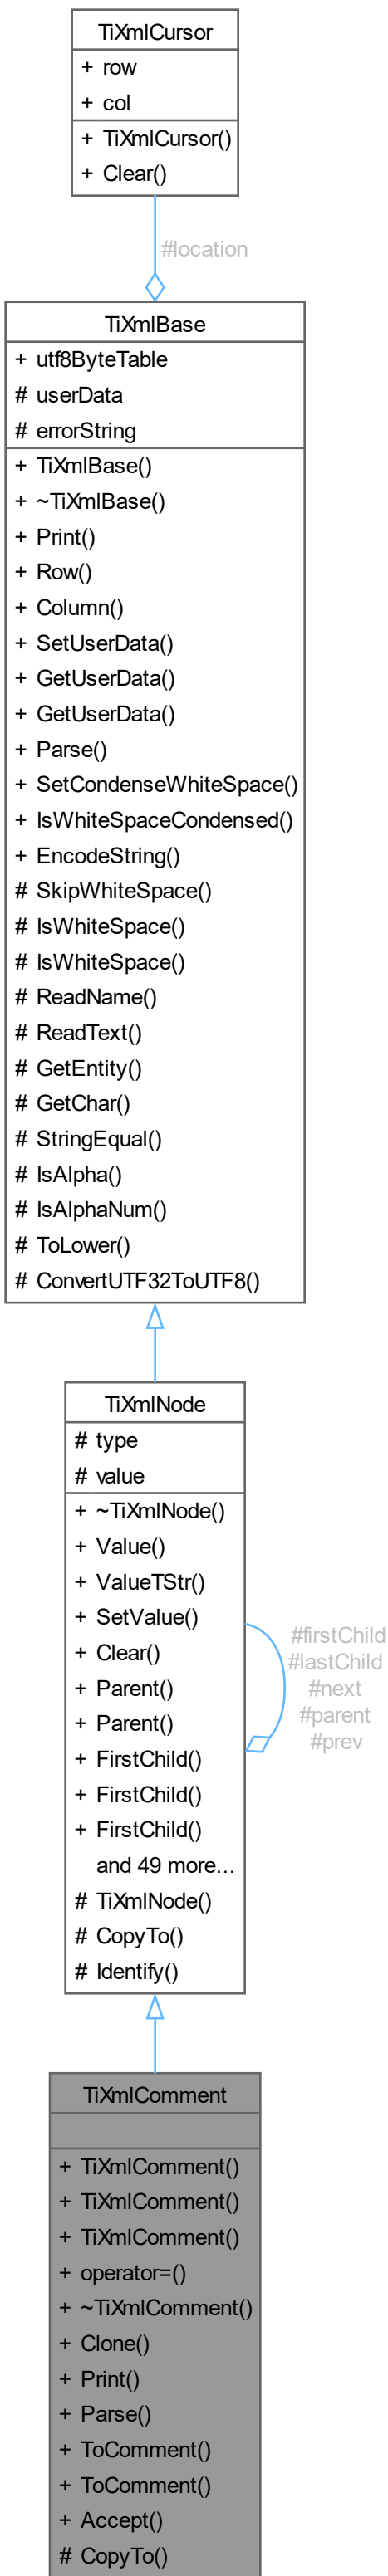 TiXmlCursor
+ row
+ col
+ TiXmlCursor()
+ Clear()
#location
TiXmlBase
+ utf8ByteTable
# userData
# errorString
+ TiXmlBase()
+ ~TiXmlBase()
+ Print()
+ Row()
+ Column()
+ SetUserData()
+ GetUserData()
+ GetUserData()
+ Parse()
+ SetCondenseWhiteSpace()
+ IsWhiteSpaceCondensed()
+ EncodeString()
# SkipWhiteSpace()
# IsWhiteSpace()
# IsWhiteSpace()
# ReadName()
# ReadText()
# GetEntity()
# GetChar()
# StringEqual()
# IsAlpha()
# IsAlphaNum()
# ToLower()
# ConvertUTF32ToUTF8()
TiXmlNode
# type
# value
+ ~TiXmlNode()
+ Value()
+ ValueTStr()
+ SetValue()
+ Clear()
+ Parent()
+ Parent()
+ FirstChild()
+ FirstChild()
+ FirstChild()
and 49 more...
# TiXmlNode()
# CopyTo()
# Identify()
#firstChild
#lastChild
#next
#parent
#prev
TiXmlComment
+ TiXmlComment()
+ TiXmlComment()
+ TiXmlComment()
+ operator=()
+ ~TiXmlComment()
+ Clone()
+ Print()
+ Parse()
+ ToComment()
+ ToComment()
+ Accept()
# CopyTo()